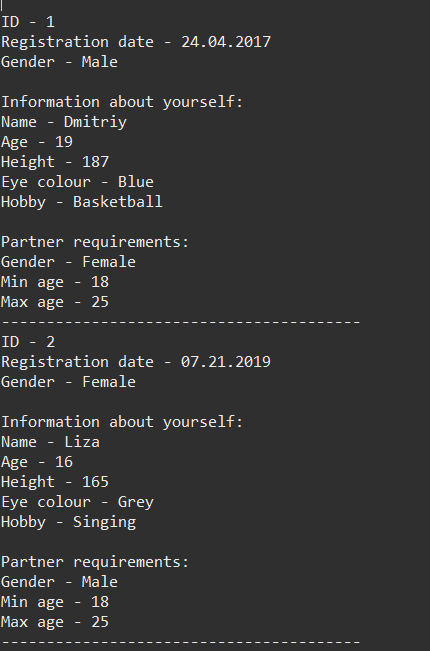 ID - 1
Registration date - 24.04.2017
Gender - Male
Information about yourself:
Name - Dmitriy
Age - 19
Height - 187
Eye colour - Blue
Hobby - Basketball
Partner requirements:
Gender - Female
Min age - 18
Max age - 25
----------------------------------------
ID - 2
Registration date - 07.21.2019
Gender - Female
Information about yourself:
Name - Liza
Age - 16
Height - 165
Eye colour - Grey
Hobby - Singing
Partner requirements:
Gender - Male
Min age - 18
Max age - 25
----------------------------------------